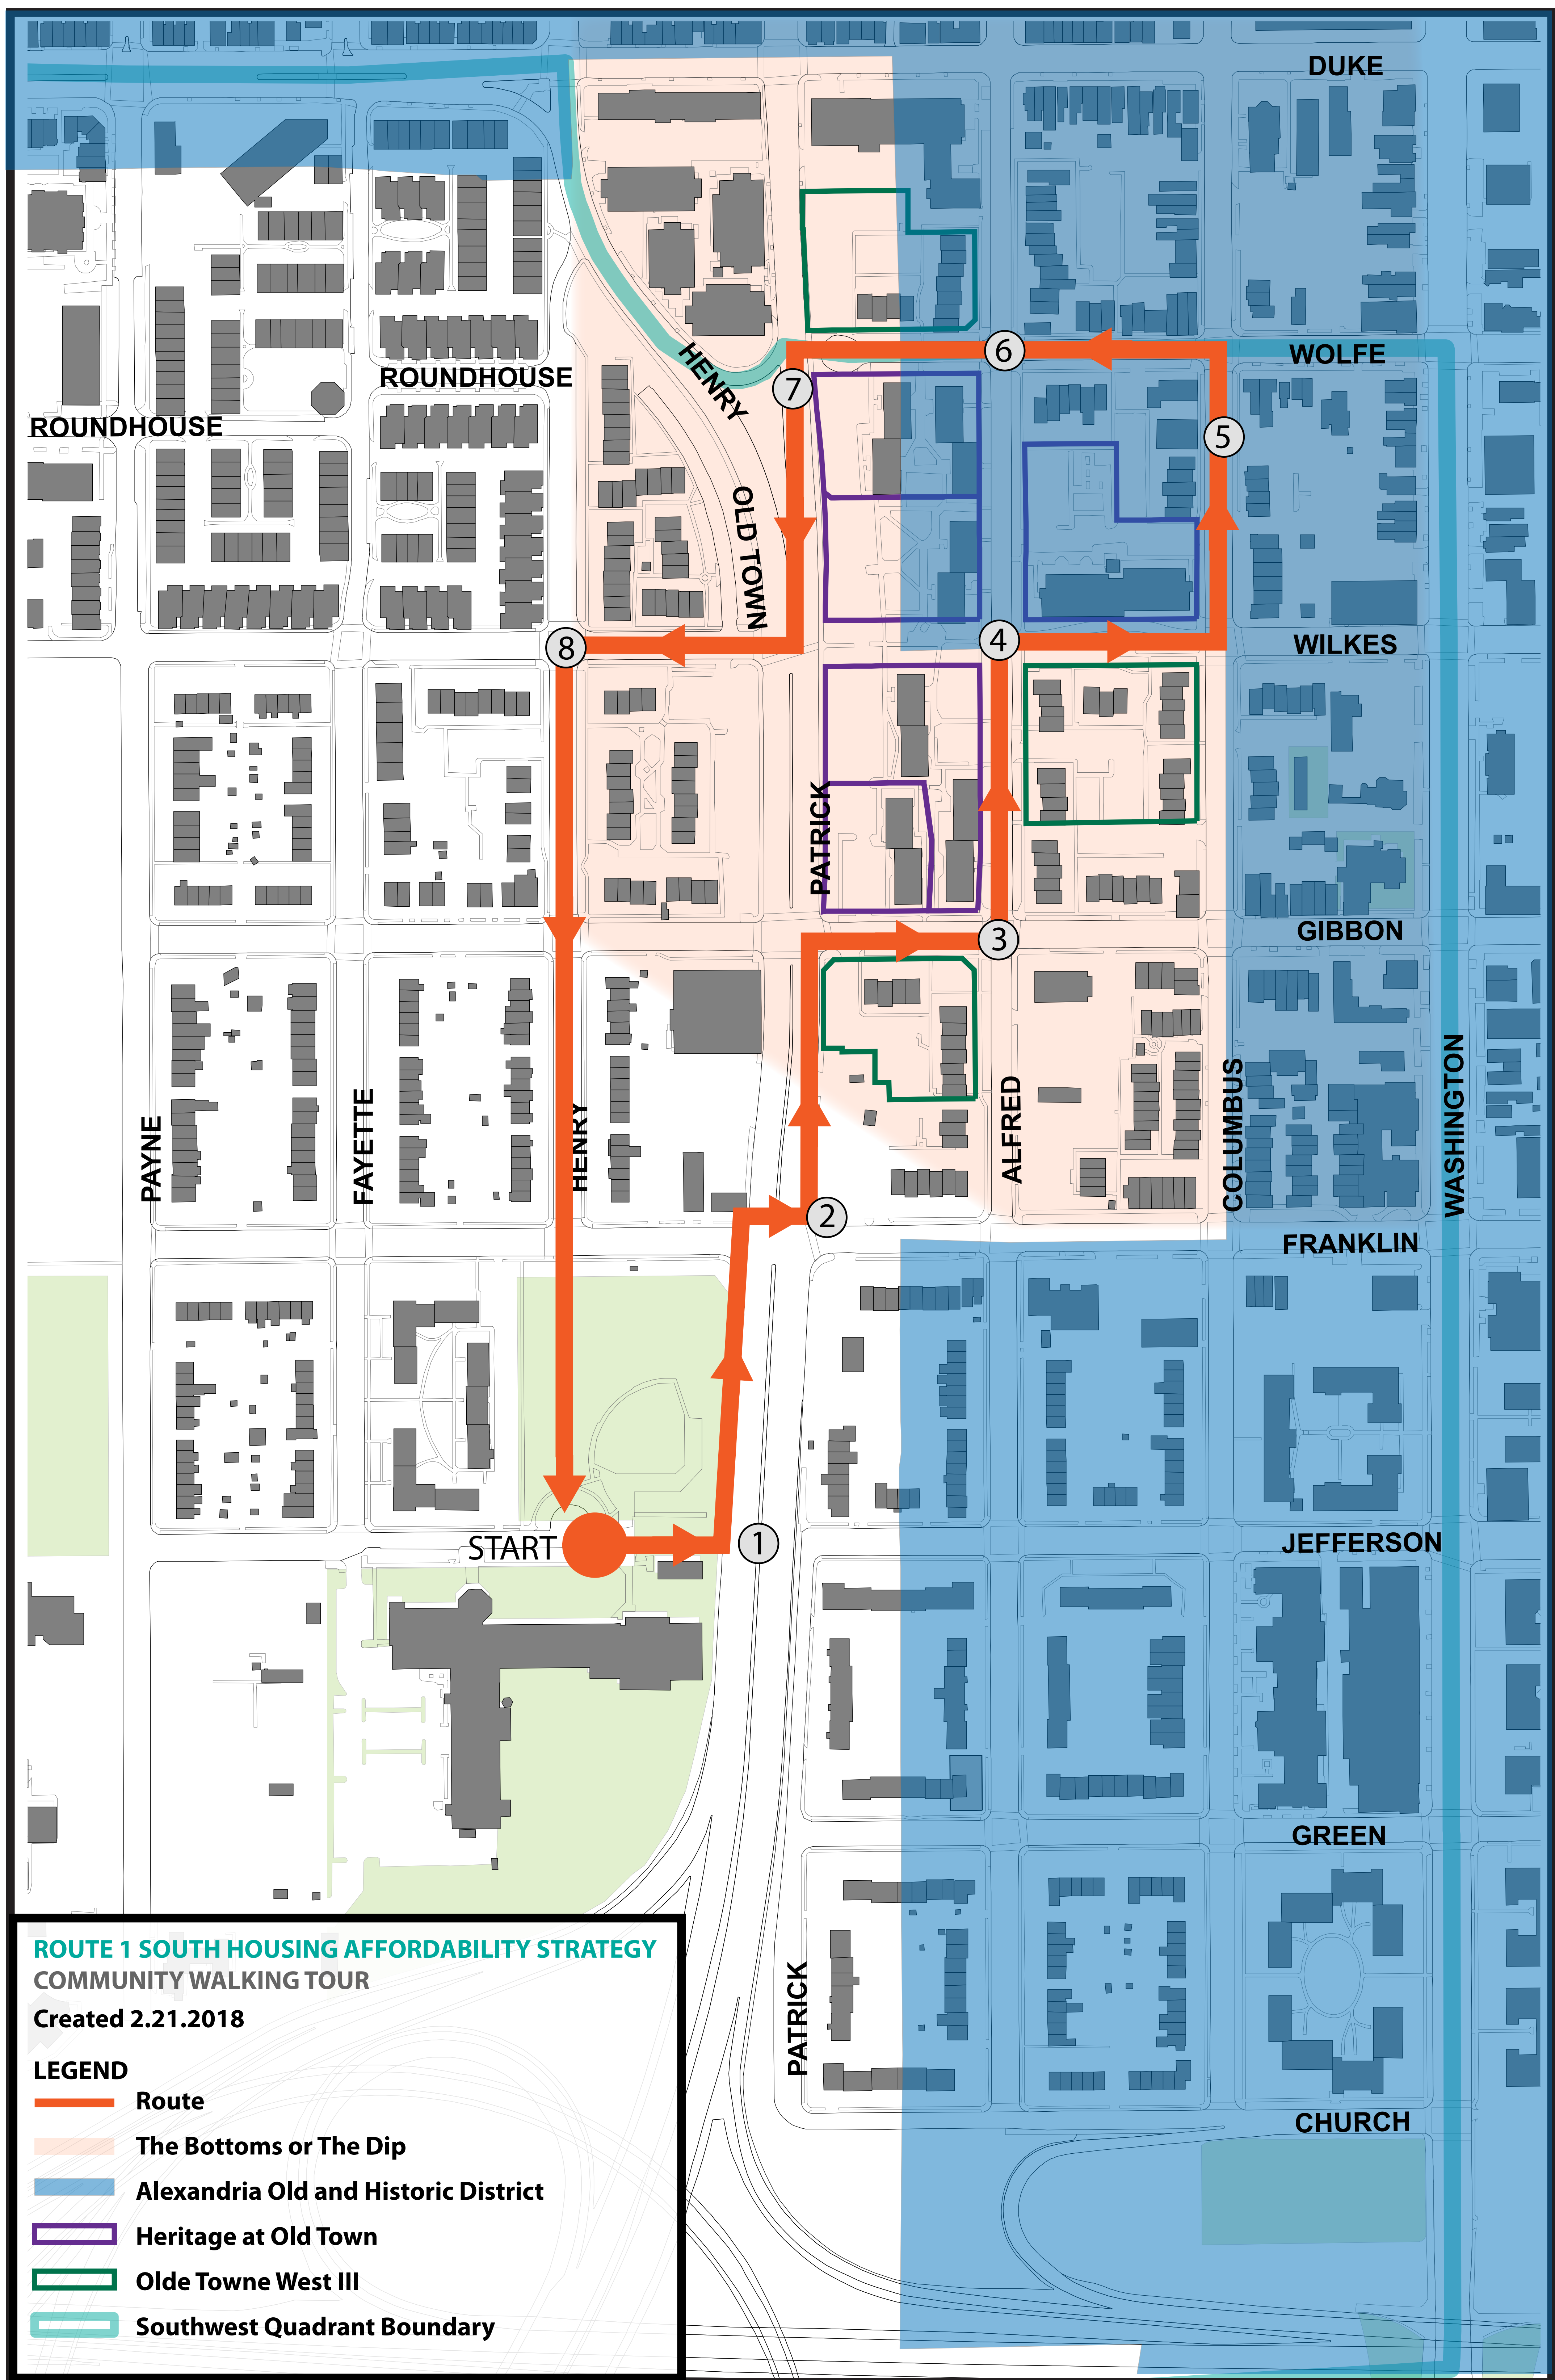 DUKE
WOLFE
6
HENRY
7
ROUNDHOUSE
ROUNDHOUSE
5
OLD TOWN
WILKES
4
8
PATRICK
GIBBON
3
ALFRED
COLUMBUS
WASHINGTON
PAYNE
FAYETTE
HENRY
2
FRANKLIN
START
1
JEFFERSON
GREEN
PATRICK
CHURCH
ROUTE 1 SOUTH HOUSING AFFORDABILITY STRATEGY
COMMUNITY WALKING TOUR
Created 2.21.2018
LEGEND
Route
The Bottoms or The Dip
Alexandria Old and Historic District
Heritage at Old Town
Olde Towne West III
Southwest Quadrant Boundary